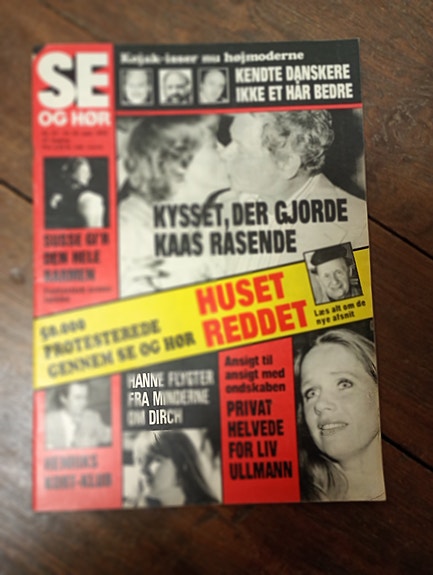 Kojak-isser nu højmoderne
SE
OG HØR
KENDTE DANSKERE
IKKE ET HÅR BEDRE
KYSSET, DER GJORDE
KAAS RASENDE
SUSSE GI'R
DEN HELE
HUSET
REDDET
Læs alt om de
nye afsnit
50.000
PROTESTEREDE
GENNEM SE OG HØR
HANNE FLYGTER
FRA MINDERNE
OM DIRCH
Ansigt til
ansigt med
ondskaben
PRIVAT
HELVEDE
FOR LIV
ULLMANN